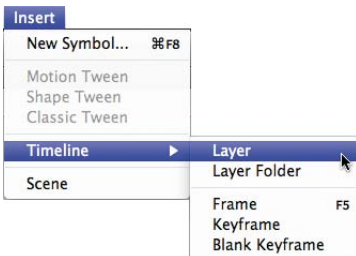 Insert
New Symbol... ⌘F8
Motion Tween
Shape Tween
Classic Tween
Timeline ▶
Scene
Layer
Layer Folder
Frame F5
Keyframe
Blank Keyframe